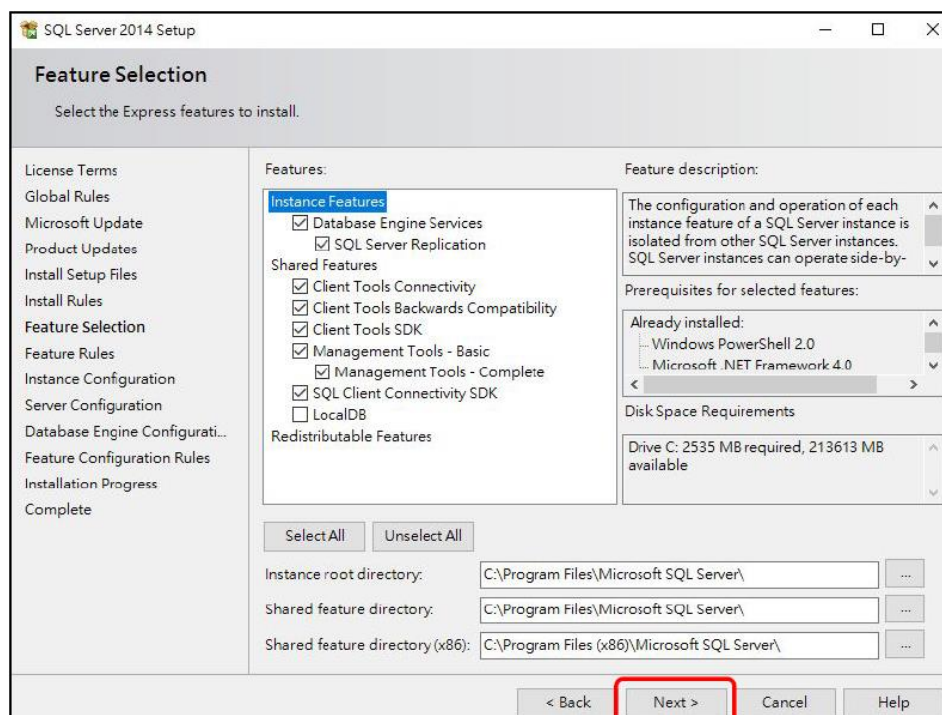 SQL Server 2014 Setup
Feature Selection
Select the Express features to install.
License Terms
Global Rules
Microsoft Update
Product Updates
Install Setup Files
Install Rules
Feature Selection
Feature Rules
Instance Configuration
Server Configuration
Database Engine Configurati...
Feature Configuration Rules
Installation Progress
Complete
Features:
Instance Features
Database Engine Services
SQL Server Replication
Shared Features
Client Tools Connectivity
Client Tools Backwards Compatibility
Client Tools SDK
Management Tools - Basic
Management Tools - Complete
SQL Client Connectivity SDK
LocalDB
Redistributable Features
Feature description:
The configuration and operation of each
instance feature of a SQL Server instance is
isolated from other SQL Server instances.
SQL Server instances can operate side-by-
Prerequisites for selected features:
Already installed:
Windows PowerShell 2.0
Microsoft .NET Framework 4.0
Disk Space Requirements
Drive C: 2535 MB required, 213613 MB
available
Select All Unselect All
Instance root directory: C:\Program Files\Microsoft SQL Server\ ...
Shared feature directory: C:\Program Files\Microsoft SQL Server\ ...
Shared feature directory (x86): C:\Program Files (x86)\Microsoft SQL Server\ ...
< Back Next > Cancel Help